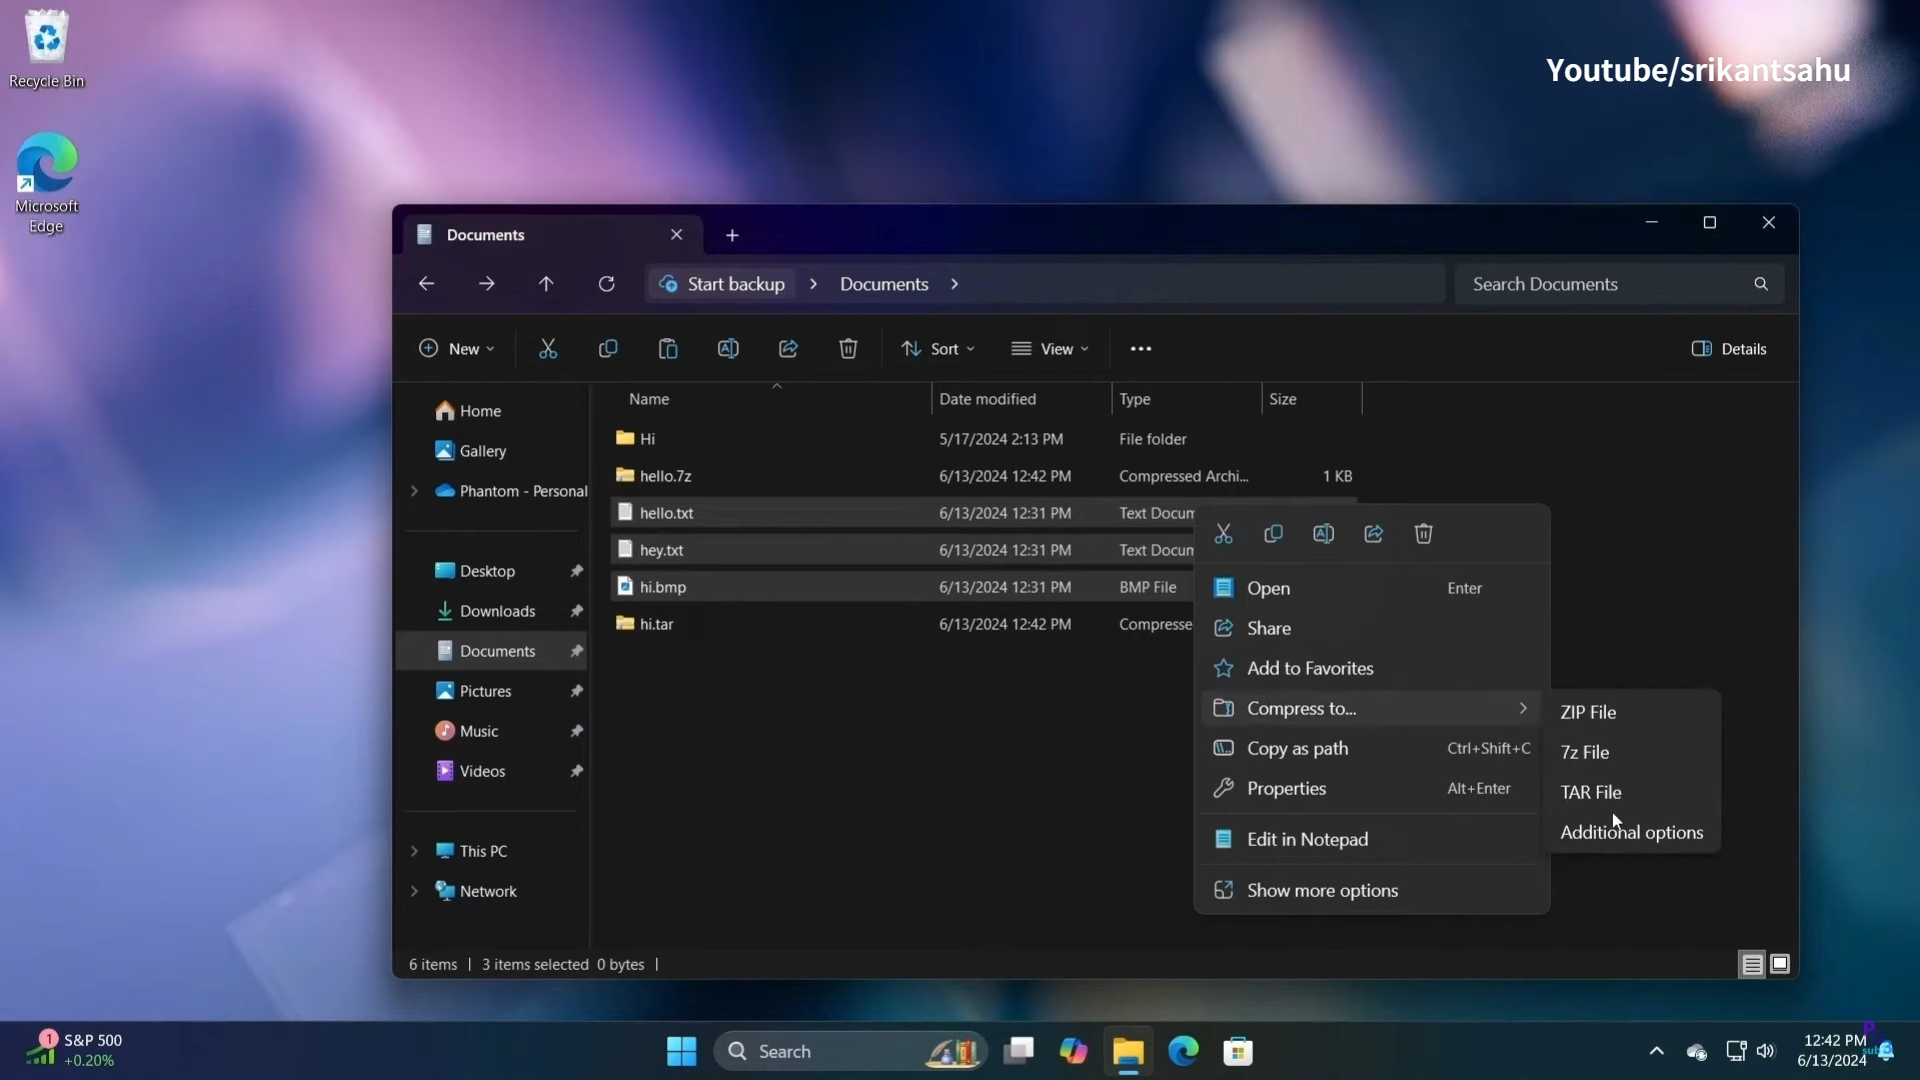 Recycle Bin
Microsoft
Edge
Youtube/srikantsahu
Documents
Start backup
Documents
Search Documents
New
Sort
View
Details
Name
Date modified
Type
Size
Home
Gallery
Phantom - Personal
Desktop
Downloads
Documents
Pictures
Music
Videos
This PC
Network
Hi 5/17/2024 2:13 PM File folder
hello.7z 6/13/2024 12:42 PM Compressed Archi... 1 KB
hello.txt 6/13/2024 12:31 PM Text Docum
hey.txt 6/13/2024 12:31 PM Text Docum
hi.bmp 6/13/2024 12:31 PM BMP File
hi.tar 6/13/2024 12:42 PM Compresse
Open Enter
Share
Add to Favorites
Compress to...
Copy as path Ctrl+Shift+C
Properties Alt+Enter
Edit in Notepad
Show more options
ZIP File
7z File
TAR File
Additional options
6 items | 3 items selected 0 bytes |
1
S&P 500
+0.20%
Search
12:42 PM
6/13/2024